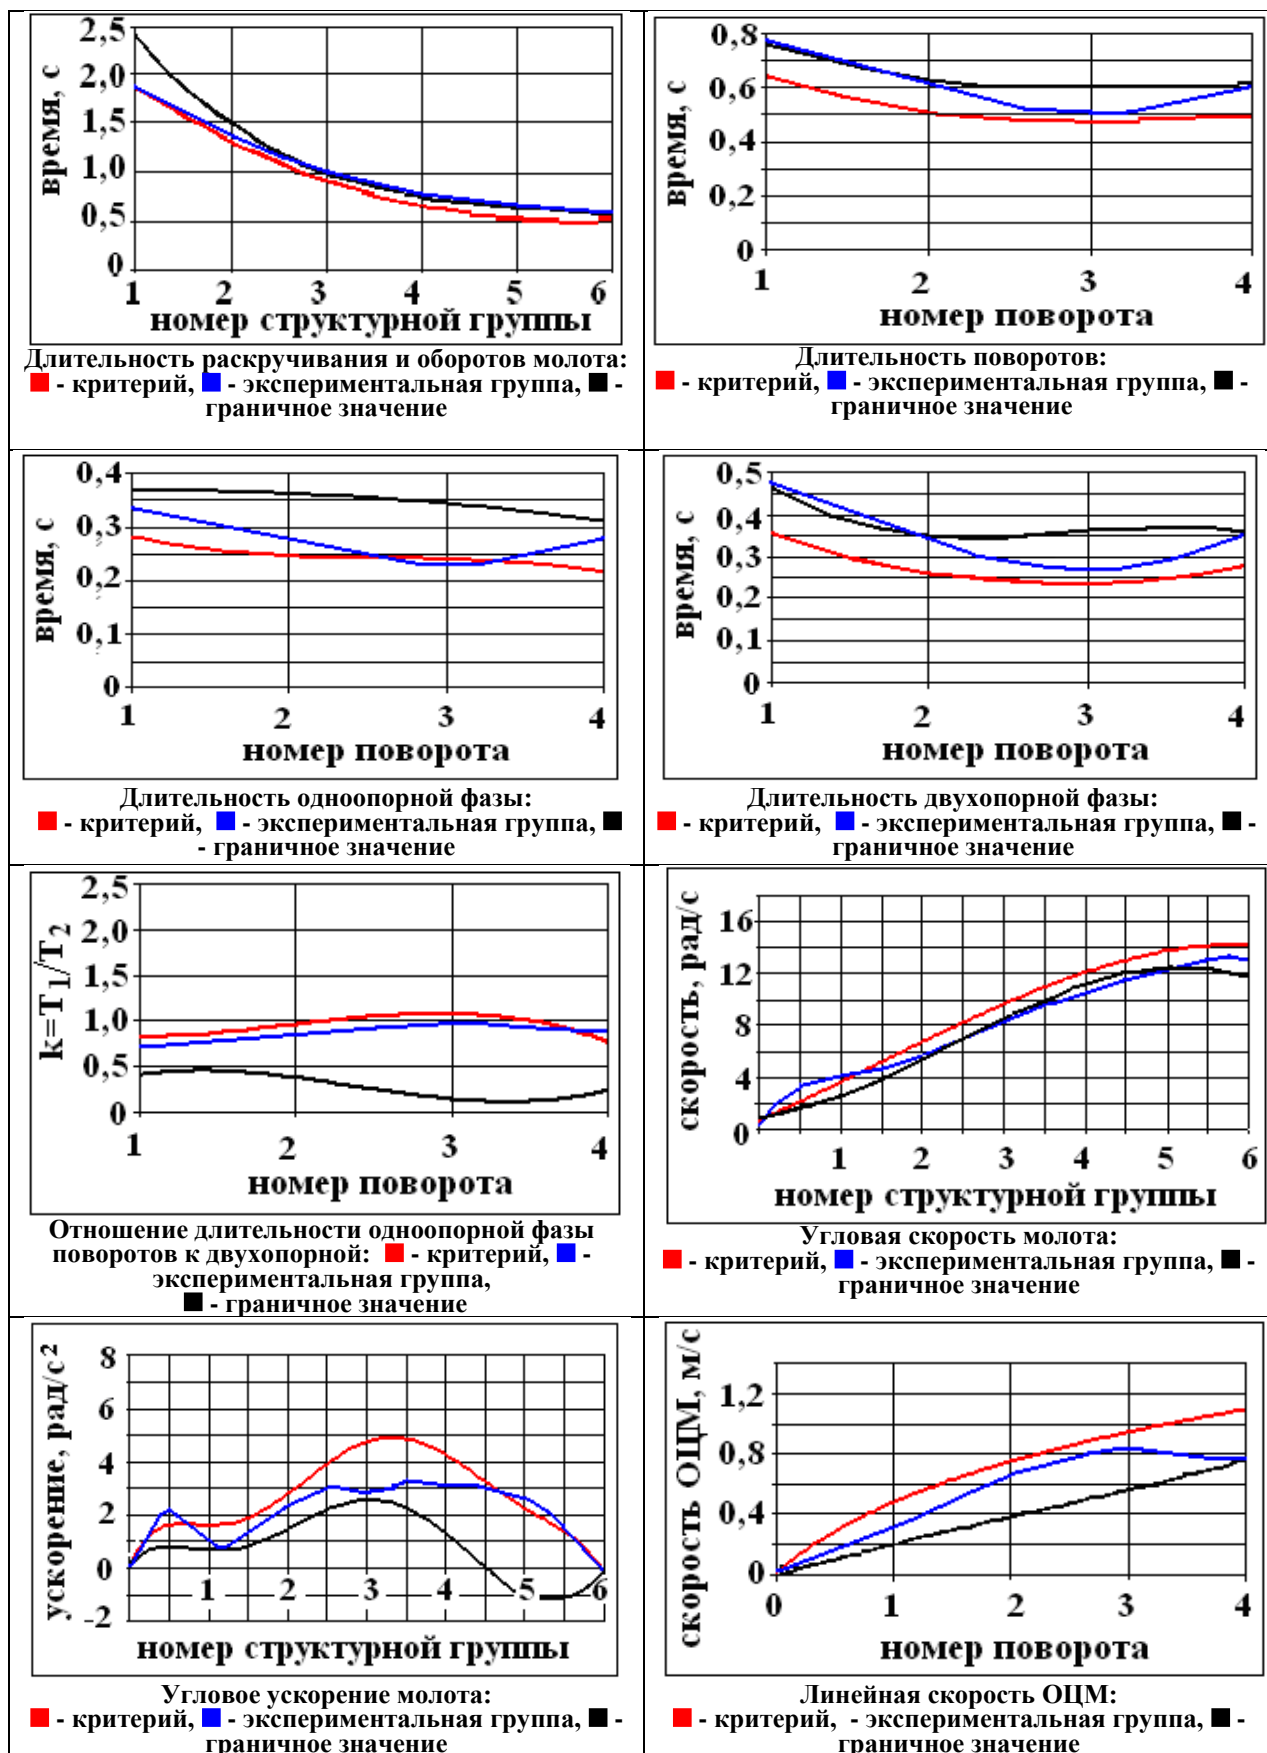 2,5
2,0
1,5
1,0
0,5
0
время, с
1 2 3 4 5 6
номер структурной группы
Длительность раскручивания и оборотов молота:
■ - критерий, ■ - экспериментальная группа, ■ -
граничное значение
0,8
0,6
0,4
0,2
0
время, с
1 2 3 4
номер поворота
Длительность поворотов:
■ - критерий, ■ - экспериментальная группа, ■ -
граничное значение
0,4
0,3
0,2
0,1
0
время, с
1 2 3 4
номер поворота
Длительность одноопорной фазы:
■ - критерий, ■ - экспериментальная группа, ■
- граничное значение
0,5
0,4
0,3
0,2
0,1
0
время, с
1 2 3 4
номер поворота
Длительность двухопорной фазы:
■ - критерий, ■ - экспериментальная группа, ■ -
граничное значение
2,5
2,0
1,5
1,0
0,5
0
k=T1/T2
1 2 3 4
номер поворота
Отношение длительности одноопорной фазы
поворотов к двухопорной: ■ - критерий, ■ -
экспериментальная группа,
■ - граничное значение
16
12
8
4
0
скорость, рад/с
1 2 3 4 5 6
номер структурной группы
Угловая скорость молота:
■ - критерий, ■ - экспериментальная группа, ■ -
граничное значение
8
6
4
2
0
-2
ускорение, рад/с²
1 2 3 4 5 6
номер структурной группы
Угловое ускорение молота:
■ - критерий, ■ - экспериментальная группа, ■ -
граничное значение
1,2
0,8
0,4
0
скорость ОЦМ, м/с
0 1 2 3 4
номер поворота
Линейная скорость ОЦМ:
■ - критерий, - экспериментальная группа, ■ -
граничное значение